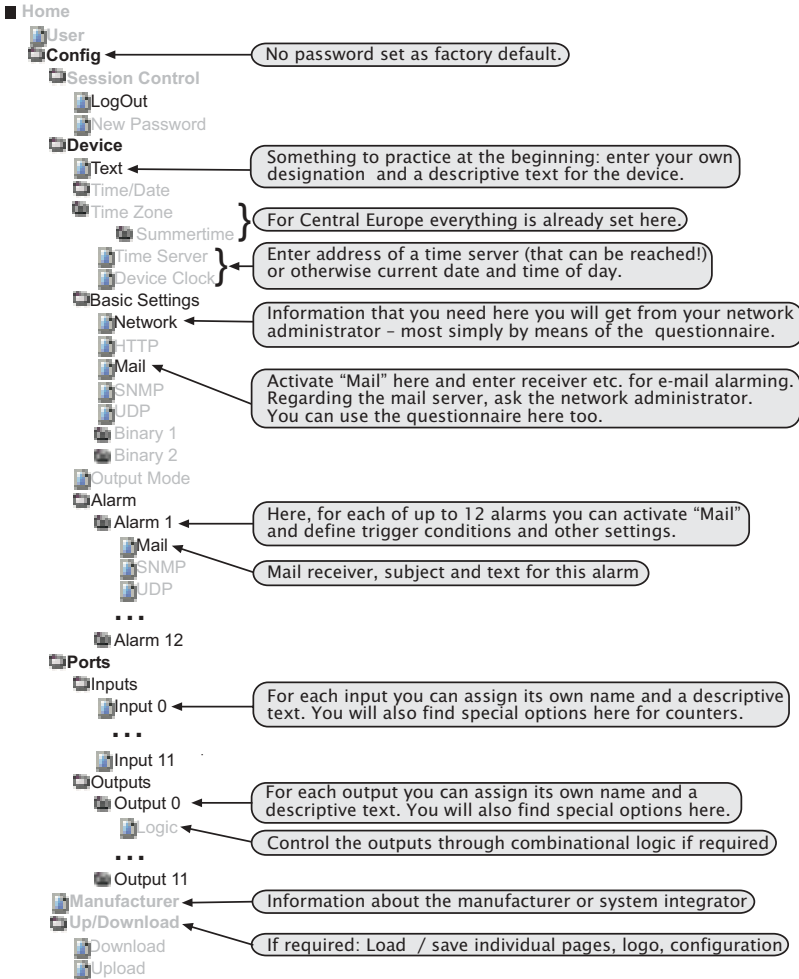 Home
User
Config
No password set as factory default.
Session Control
LogOut
New Password
Device
Text
Something to practice at the beginning: enter your own
designation and a descriptive text for the device.
Time/Date
Time Zone
Summertime
For Central Europe everything is already set here.
Time Server
Device Clock
Enter address of a time server (that can be reached!)
or otherwise current date and time of day.
Basic Settings
Network
Information that you need here you will get from your network
administrator – most simply by means of the questionnaire.
HTTP
Mail
Activate “Mail” here and enter receiver etc. for e-mail alarming.
Regarding the mail server, ask the network administrator.
You can use the questionnaire here too.
SNMP
UDP
Binary 1
Binary 2
Output Mode
Alarm
Alarm 1
Here, for each of up to 12 alarms you can activate “Mail”
and define trigger conditions and other settings.
Mail
Mail receiver, subject and text for this alarm
SNMP
UDP
...
Alarm 12
Ports
Inputs
Input 0
For each input you can assign its own name and a descriptive
text. You will also find special options here for counters.
...
Input 11
Outputs
Output 0
For each output you can assign its own name and a
descriptive text. You will also find special options here.
Logic
Control the outputs through combinational logic if required
...
Output 11
Manufacturer
Information about the manufacturer or system integrator
Up/Download
If required: Load / save individual pages, logo, configuration
Download
Upload